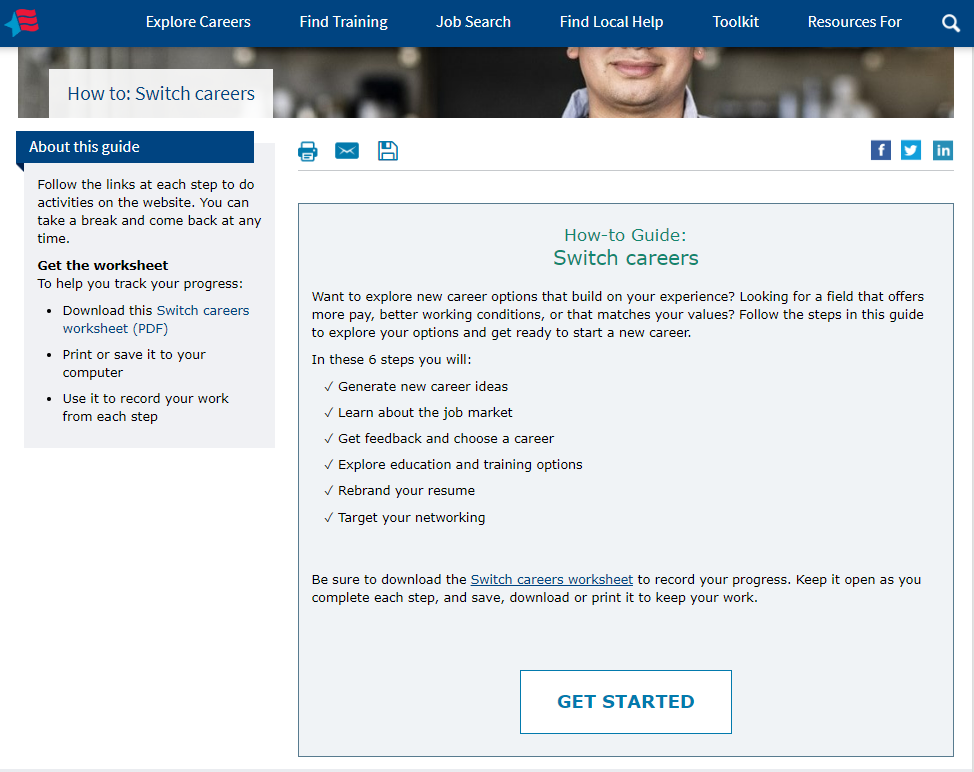 Explore Careers
Find Training
Job Search
Find Local Help
Toolkit
Resources For
How to: Switch careers
About this guide
Follow the links at each step to do
activities on the website. You can
take a break and come back at any
time.
Get the worksheet
To help you track your progress:
• Download this Switch careers
worksheet (PDF)
• Print or save it to your
computer
• Use it to record your work
from each step
f
in
How-to Guide:
Switch careers
Want to explore new career options that build on your experience? Looking for a field that offers
more pay, better working conditions, or that matches your values? Follow the steps in this guide
to explore your options and get ready to start a new career.
In these 6 steps you will:
✓ Generate new career ideas
✓ Learn about the job market
✓ Get feedback and choose a career
✓ Explore education and training options
✓ Rebrand your resume
✓ Target your networking
Be sure to download the Switch careers worksheet to record your progress. Keep it open as you
complete each step, and save, download or print it to keep your work.
GET STARTED